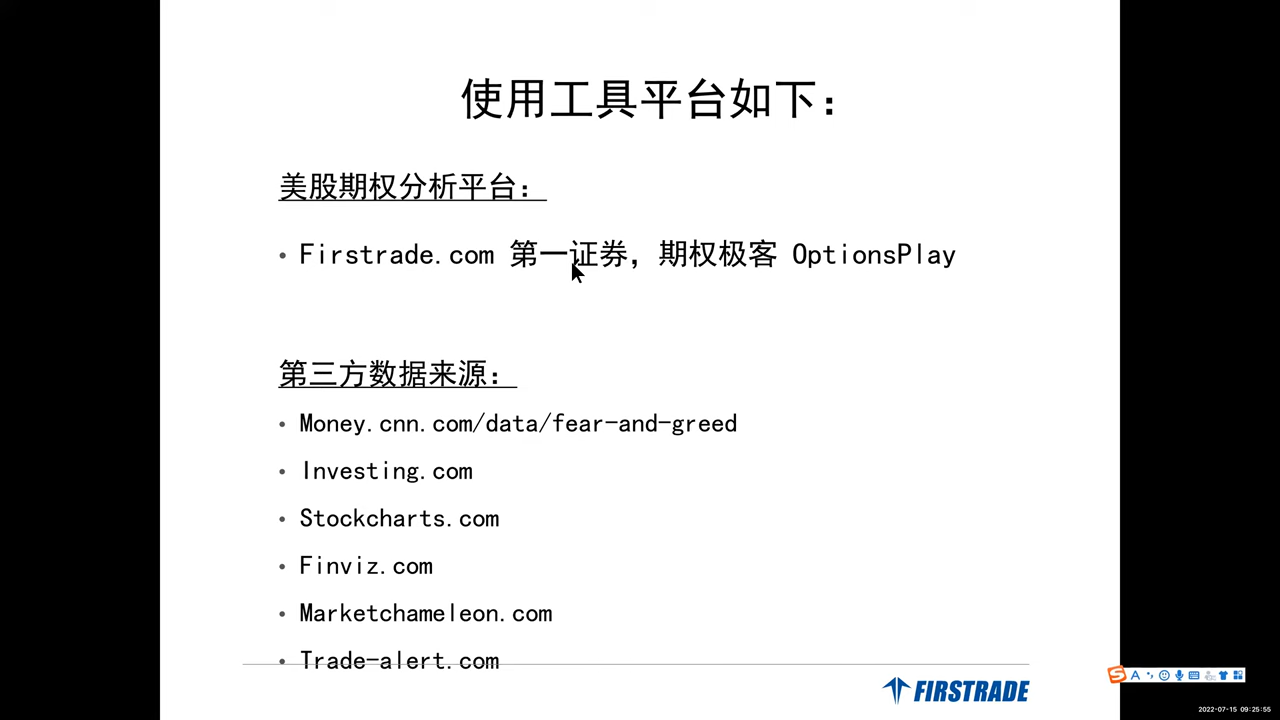 使用工具平台如下：
美股期权分析平台：
• Firstrade.com 第一证券，期权极客 OptionsPlay
第三方数据来源：
• Money.cnn.com/data/fear-and-greed
• Investing.com
• Stockcharts.com
• Finviz.com
• Marketchameleon.com
• Trade-alert.com
FIRSTRADE
2022-07-15 09:25:55